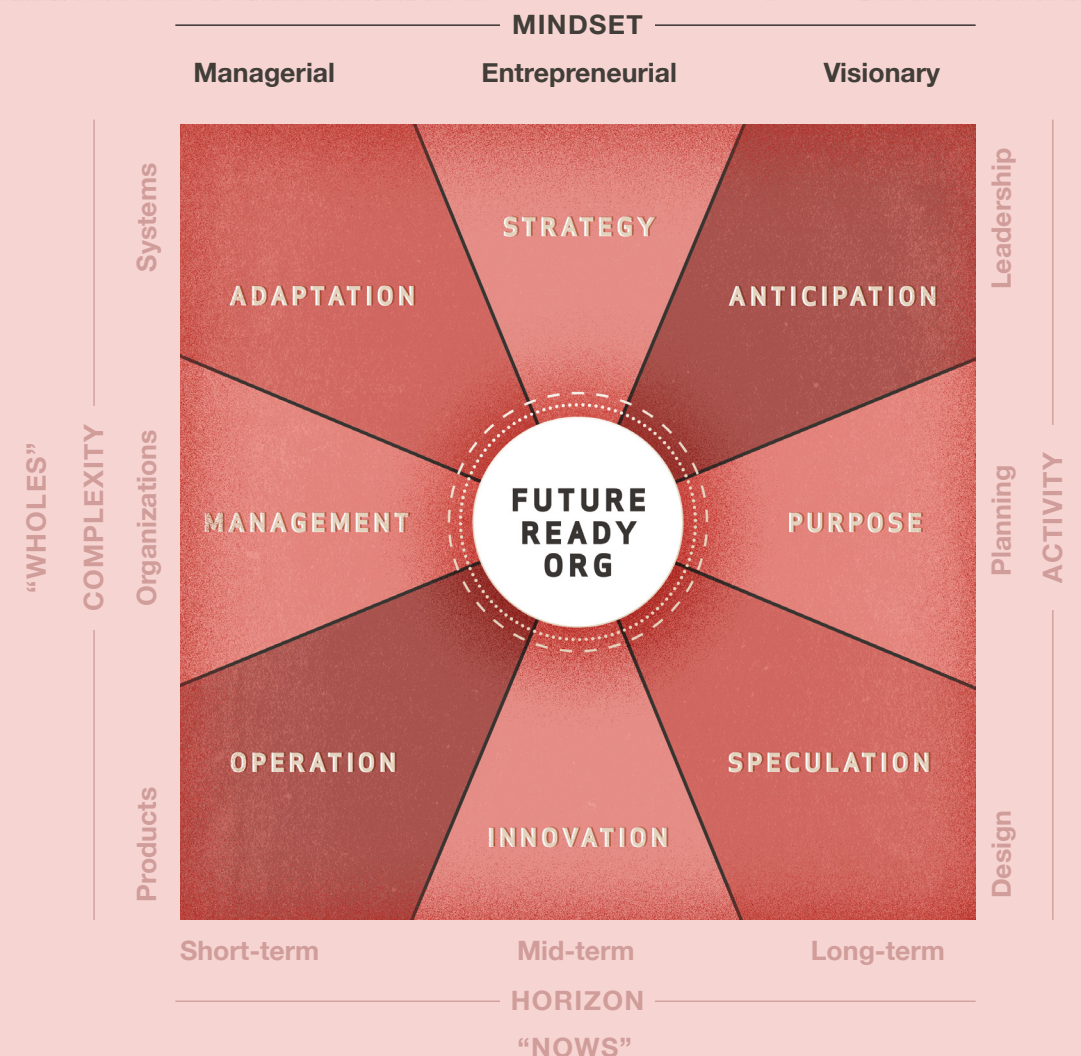 MINDSET
Managerial Entrepreneurial Visionary
Systems
Leadership
STRATEGY
ADAPTATION
ANTICIPATION
“WHOLES”
COMPLEXITY
Organizations
MANAGEMENT
FUTURE
READY
ORG
PURPOSE
Planning
ACTIVITY
OPERATION
SPECULATION
INNOVATION
Products
Design
Short-term Mid-term Long-term
HORIZON
“NOWS”